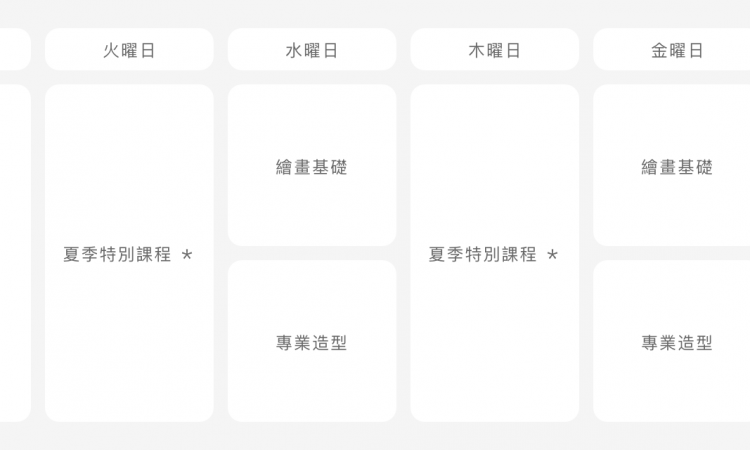 火曜日
水曜日
木曜日
金曜日
夏季特別課程 *
繪畫基礎
專業造型
夏季特別課程 *
繪畫基礎
專業造型